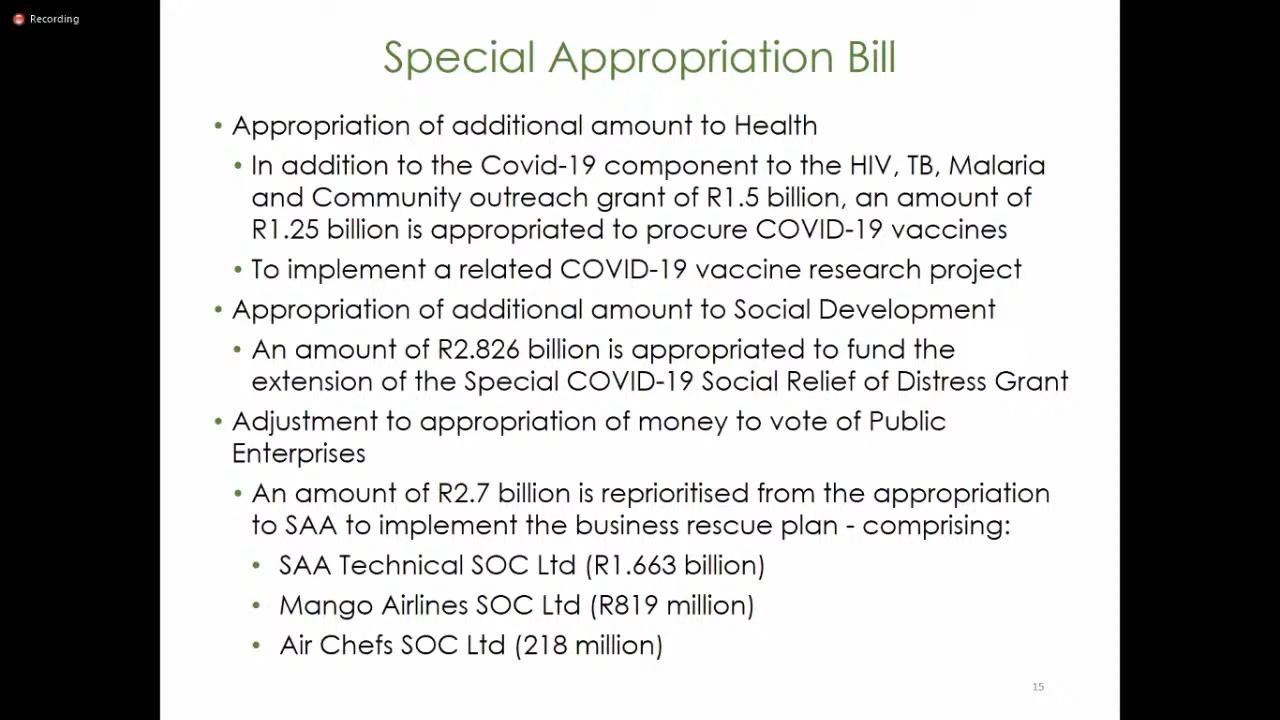 Recording
Special Appropriation Bill
• Appropriation of additional amount to Health
• In addition to the Covid-19 component to the HIV, TB, Malaria
and Community outreach grant of R1.5 billion, an amount of
R1.25 billion is appropriated to procure COVID-19 vaccines
• To implement a related COVID-19 vaccine research project
• Appropriation of additional amount to Social Development
• An amount of R2.826 billion is appropriated to fund the
extension of the Special COVID-19 Social Relief of Distress Grant
• Adjustment to appropriation of money to vote of Public
Enterprises
• An amount of R2.7 billion is reprioritised from the appropriation
to SAA to implement the business rescue plan - comprising:
• SAA Technical SOC Ltd (R1.663 billion)
• Mango Airlines SOC Ltd (R819 million)
• Air Chefs SOC Ltd (218 million)
15